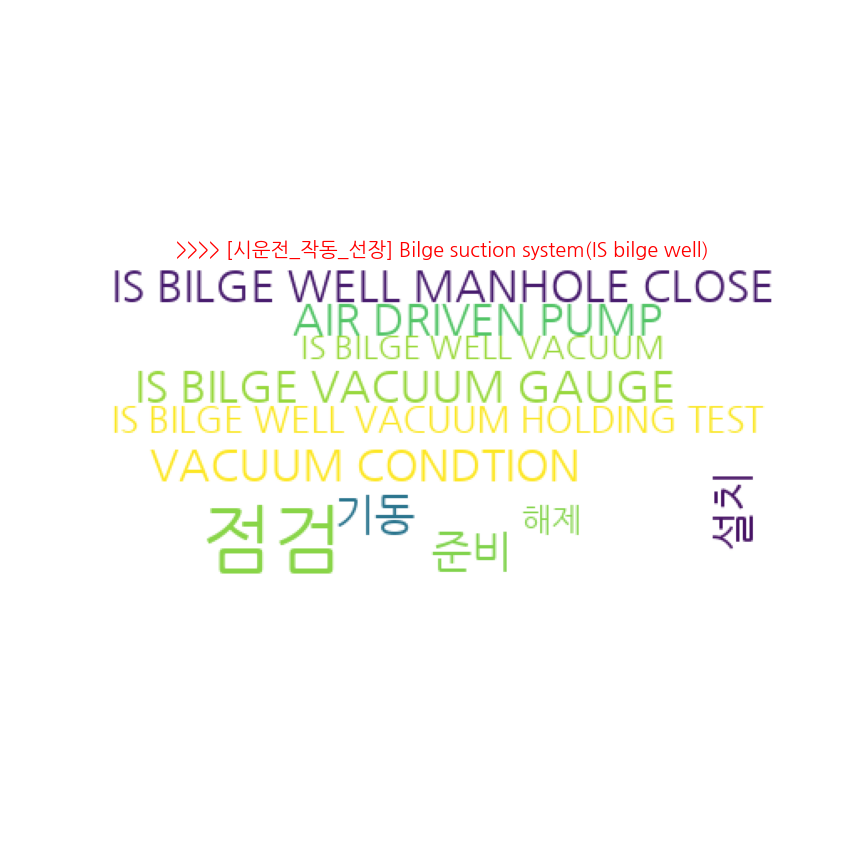 >>>> [시운전_작동_선장] Bilge suction system(IS bilge well)
IS BILGE WELL MANHOLE CLOSE
AIR DRIVEN PUMP
IS BILGE WELL VACUUM
IS BILGE VACUUM GAUGE
IS BILGE WELL VACUUM HOLDING TEST
VACUUM CONDTION
설치
점검
기동
준비
해제